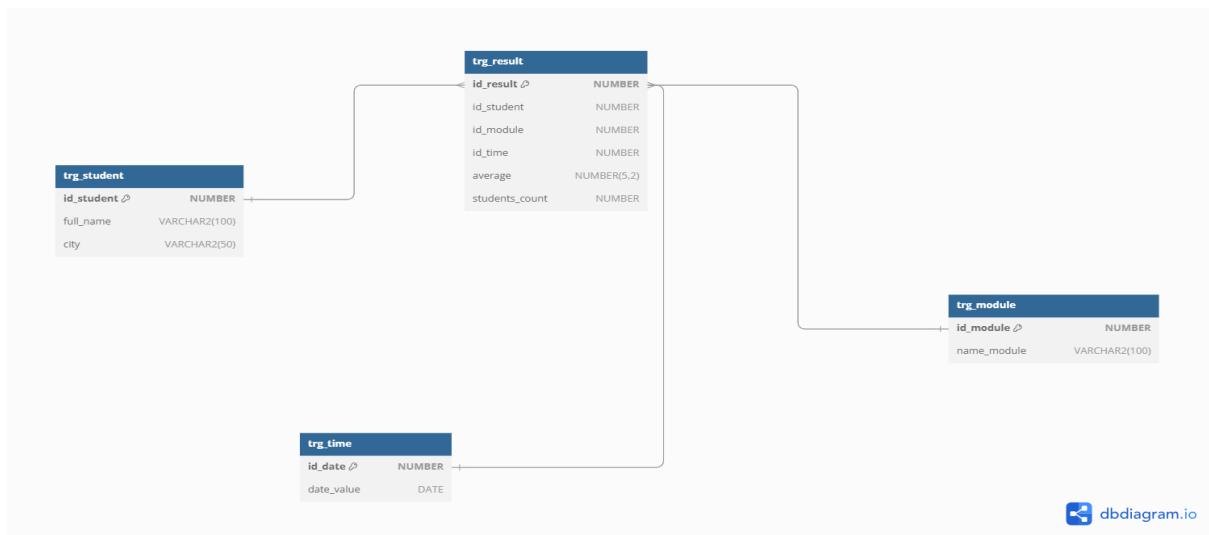 trg_result
id_result NUMBER
id_student NUMBER
id_module NUMBER
id_time NUMBER
average NUMBER(5,2)
students_count NUMBER
trg_student
id_student NUMBER
full_name VARCHAR2(100)
city VARCHAR2(50)
trg_module
id_module NUMBER
name_module VARCHAR2(100)
trg_time
id_date NUMBER
date_value DATE
dbdiagram.io